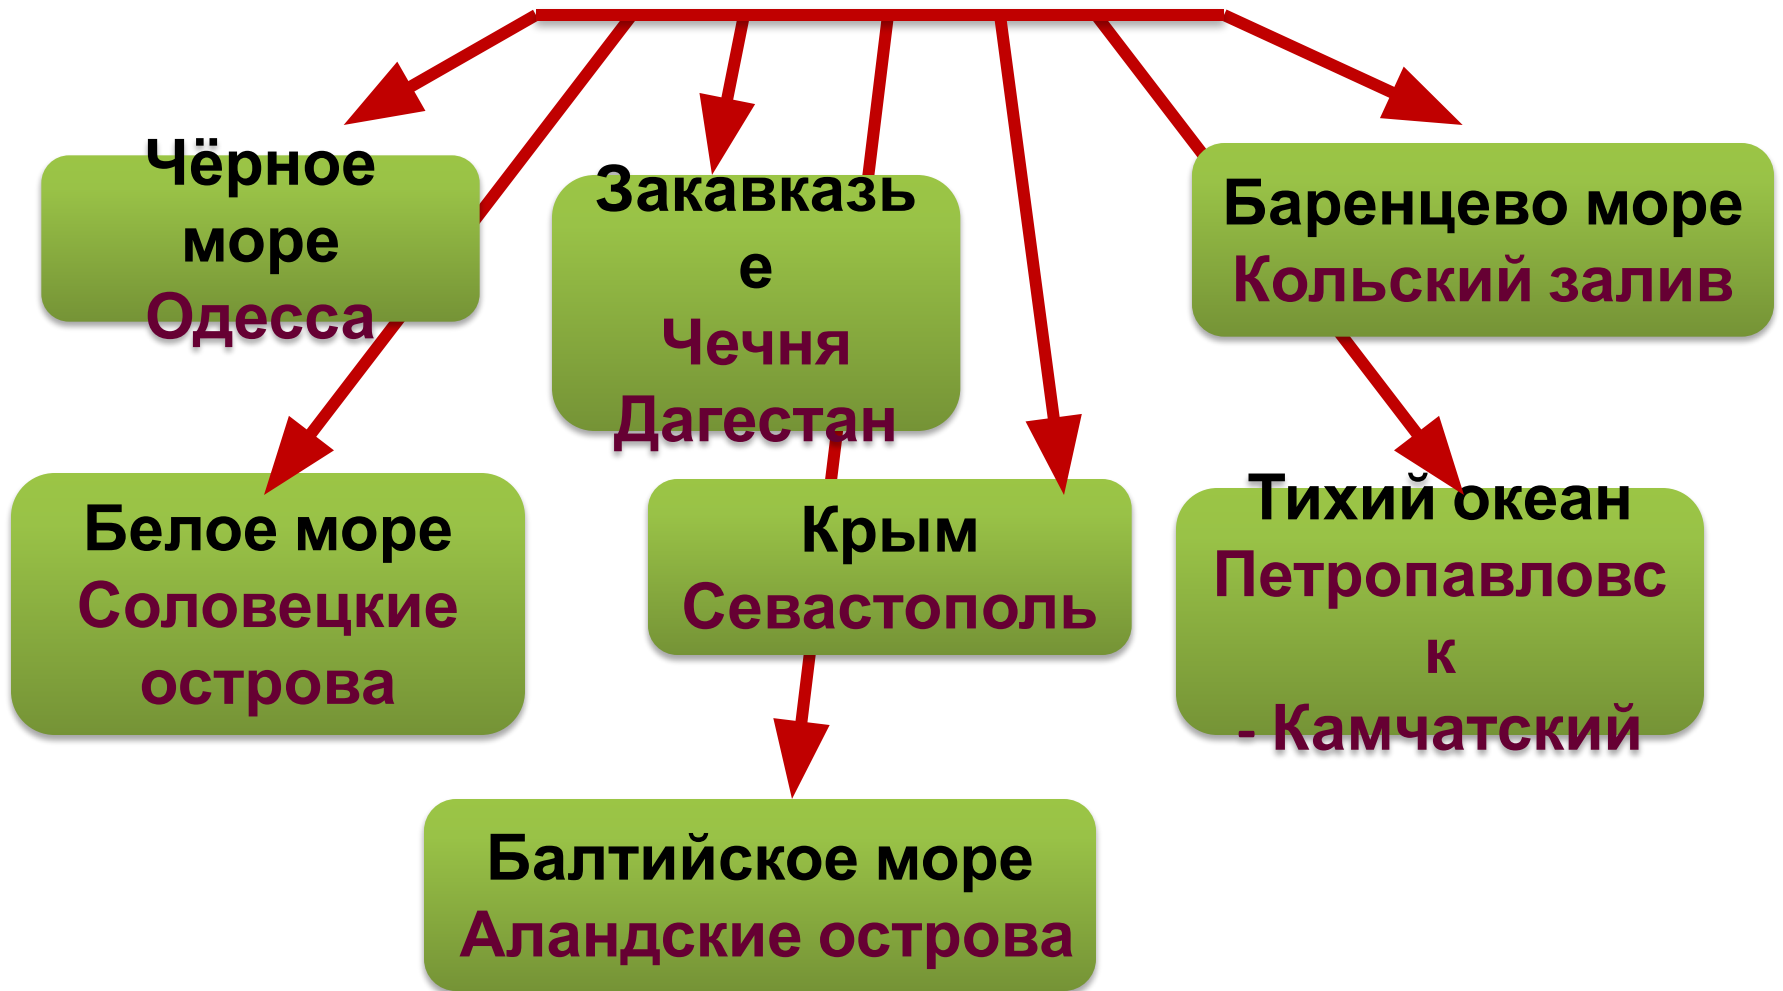 Чёрное
море
Одесса
Закавказь
е
Чечня
Дагестан
Баренцево море
Кольский залив
Белое море
Соловецкие
острова
Крым
Севастополь
Тихий океан
Петропавловс
к
- Камчатский
Балтийское море
Аландские острова